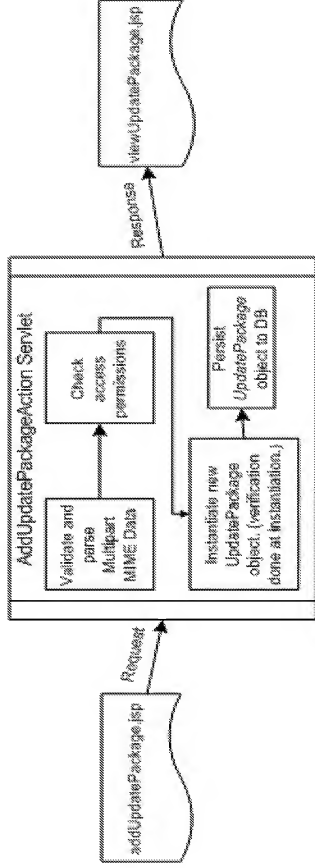 addUpdatePackage.jsp
Request
AddUpdatePackageAction Servlet
Validate and
parse
Multipart
MIME Data
Check
access
permissions
Instantiate new
UpdatePackage
object. (verification
done at instantiation.)
Persist
UpdatePackage
object to DB
Response
viewUpdatePackage.jsp